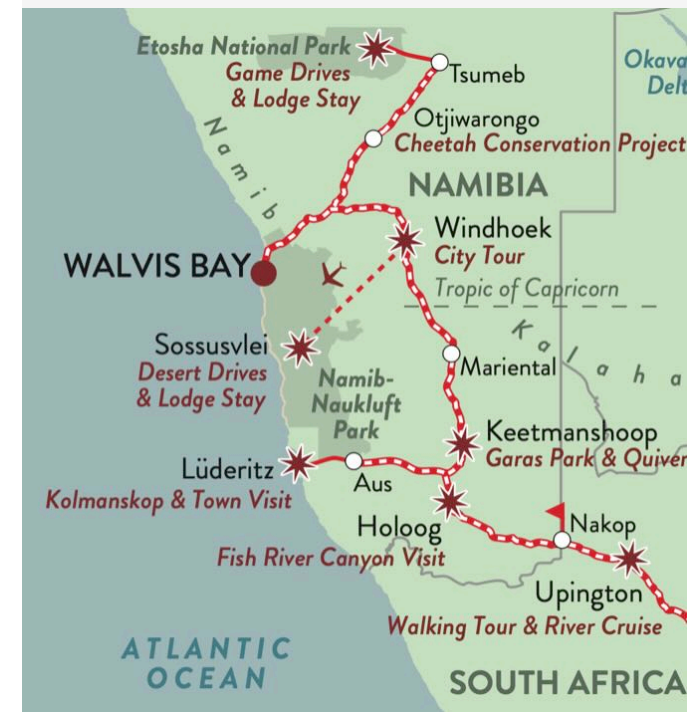 Etosha National Park
Game Drives
& Lodge Stay
Tsumeb
Okava
Delt
Otjiwarongo
Cheetah Conservation Project
Namib
NAMIBIA
Windhoek
City Tour
WALVIS BAY
Tropic of Capricorn
Sossusvlei
Desert Drives
& Lodge Stay
Kalaha
Mariental
Namib-
Naukluft
Park
Keetmanshoop
Garas Park & Quiver
Lüderitz
Kolmanskop & Town Visit
Aus
Holoog
Fish River Canyon Visit
Nakop
Upington
Walking Tour & River Cruise
ATLANTIC
OCEAN
SOUTH AFRICA